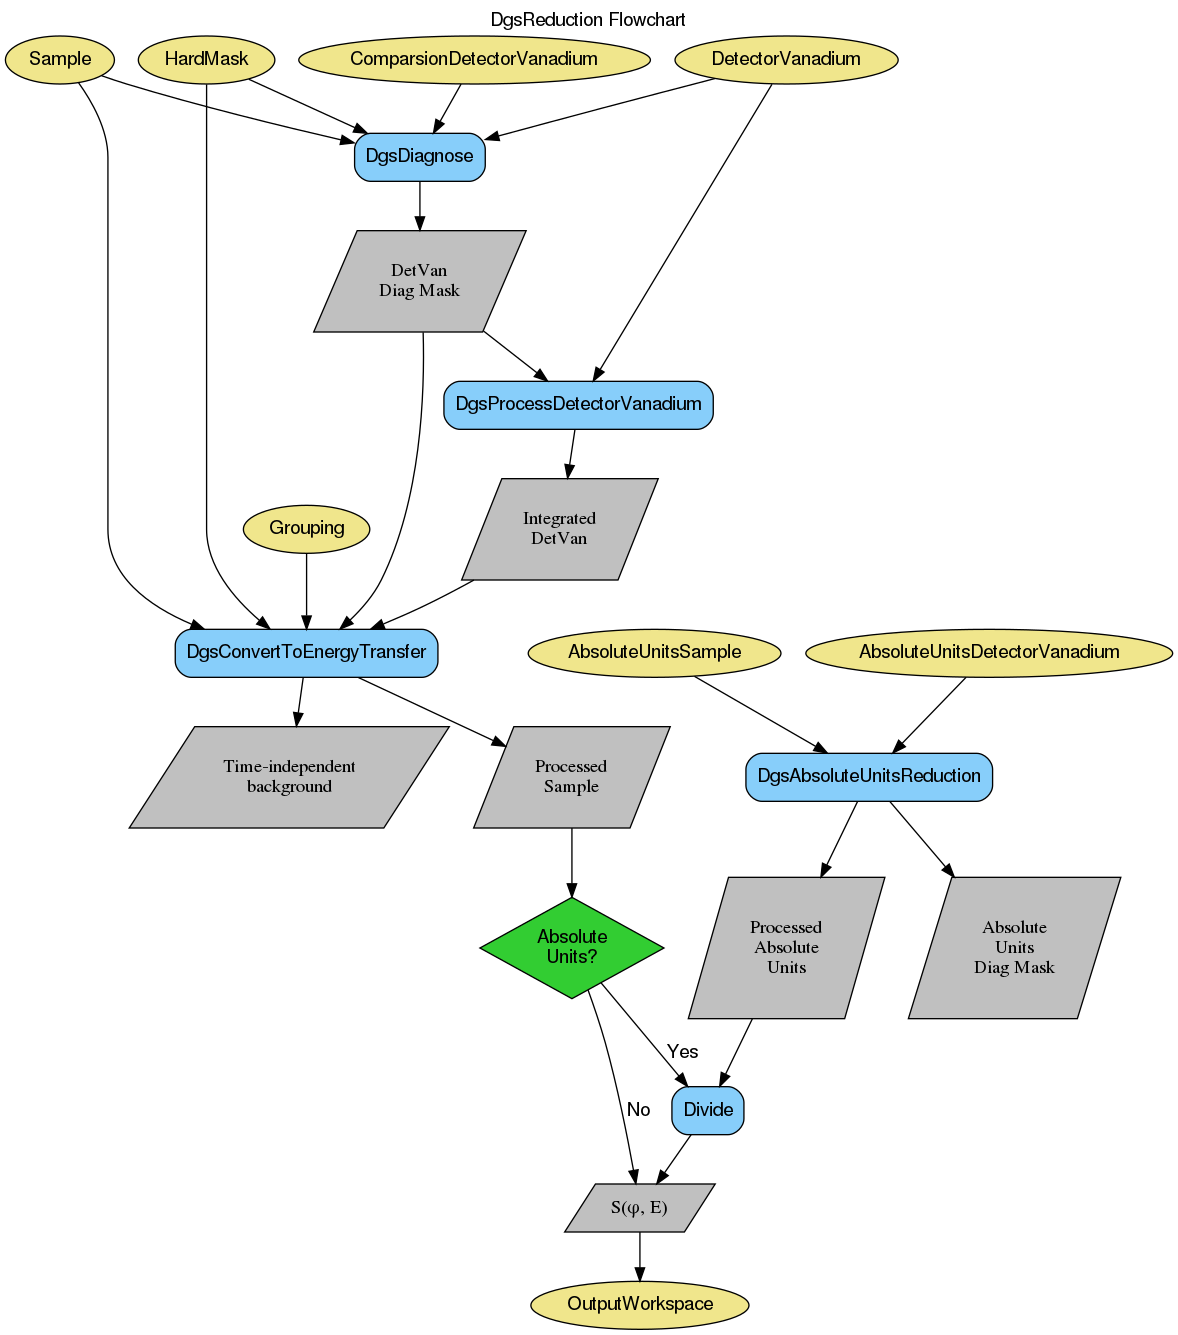 DgsReduction Flowchart
Sample
HardMask
ComparsionDetectorVanadium
DetectorVanadium
DgsDiagnose
DetVan
Diag Mask
DgsProcessDetectorVanadium
Integrated
DetVan
Grouping
DgsConvertToEnergyTransfer
AbsoluteUnitsSample
AbsoluteUnitsDetectorVanadium
Time-independent
background
Processed
Sample
DgsAbsoluteUnitsReduction
Absolute
Units?
Processed
Absolute
Units
Absolute
Units
Diag Mask
Yes
No
Divide
S(φ, E)
OutputWorkspace